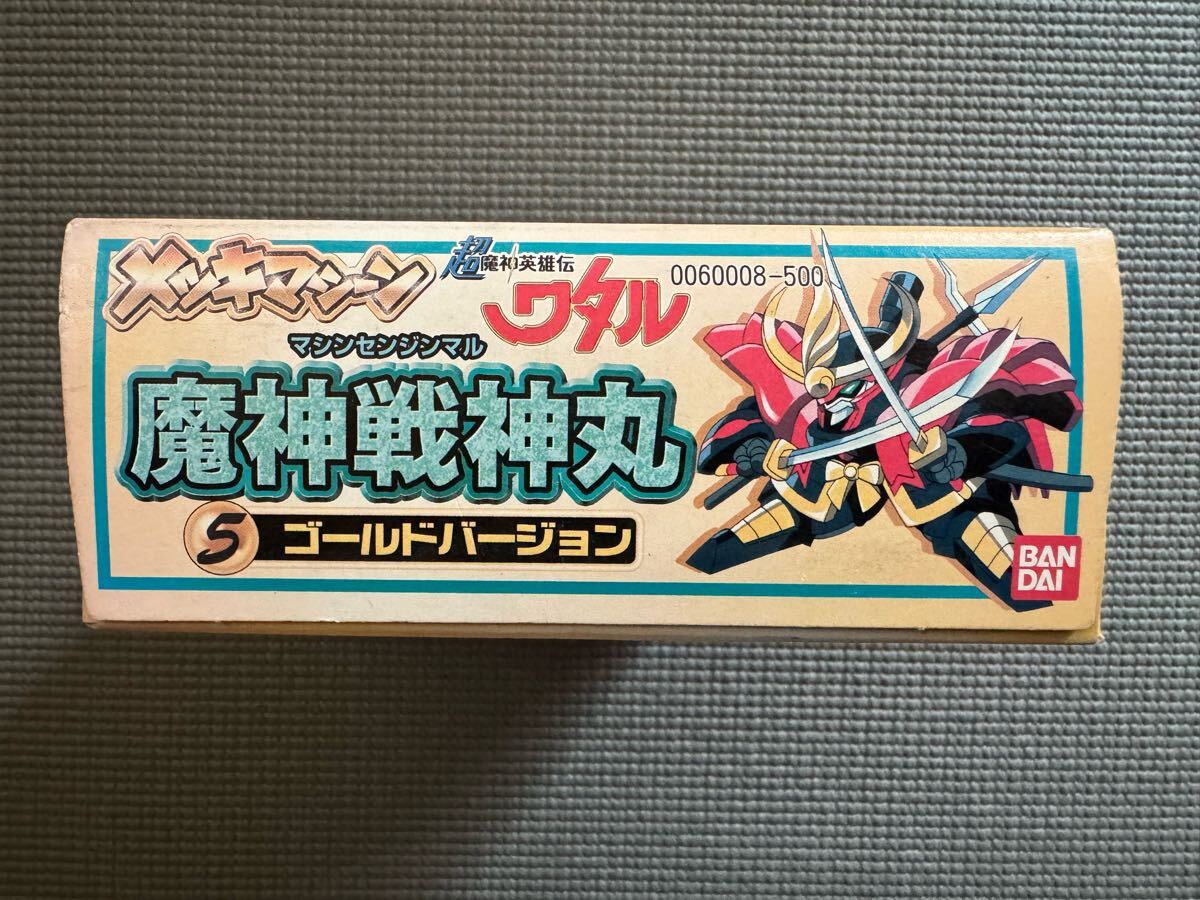 メッキマシーン
超魔神英雄伝
ワタル
0060008-500
マシンセンジンマル
魔神戦神丸
5 ゴールドバージョン
BAN
DAI